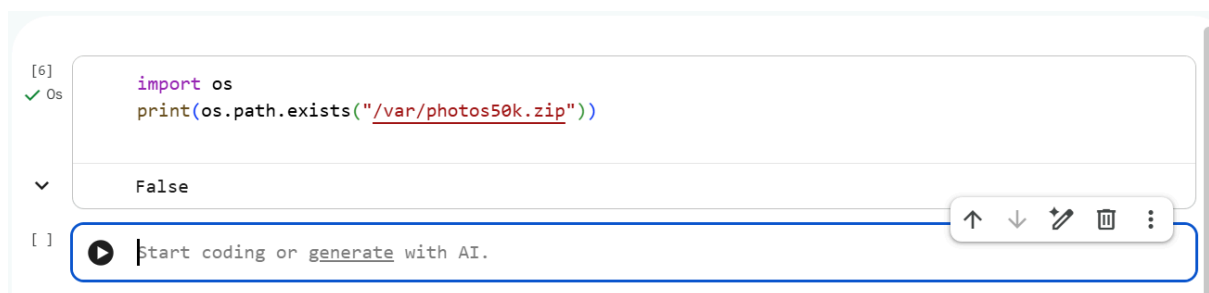 [6]
0s
import os
print(os.path.exists("/var/photos50k.zip"))
False
[ ]
Start coding or generate with AI.